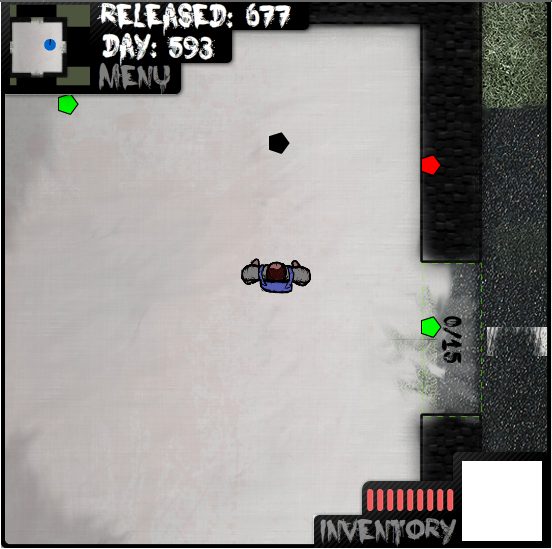 RELEASED: 677
DAY: 593
MENU
0/15
INVENTORY